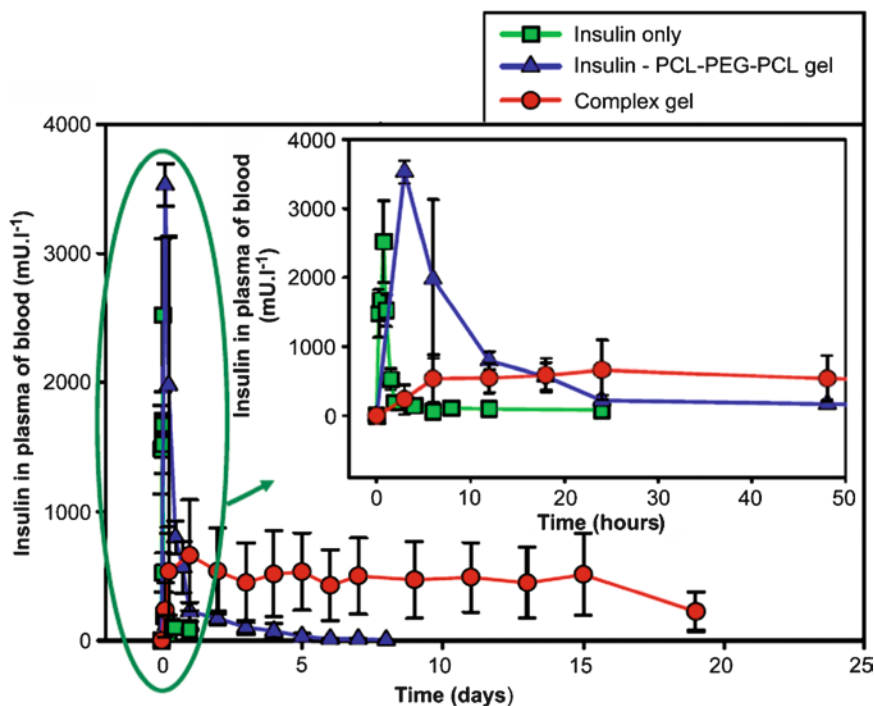 Insulin only
Insulin - PCL-PEG-PCL gel
Complex gel
Insulin in plasma of blood (mU.l-1)
4000
3000
2000
1000
0
0
5
10
15
20
25
Time (days)
Insulin in plasma of blood
(mU.l-1)
4000
3000
2000
1000
0
0
10
20
30
40
50
Time (hours)